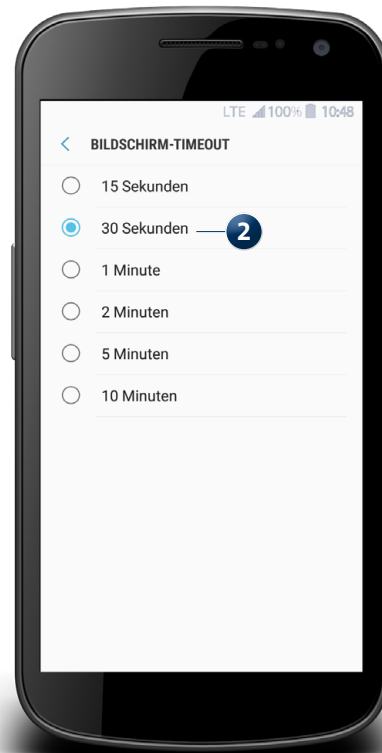 LTE 100% 10:48
BILDSCHIRM-TIMEOUT
15 Sekunden
30 Sekunden 2
1 Minute
2 Minuten
5 Minuten
10 Minuten